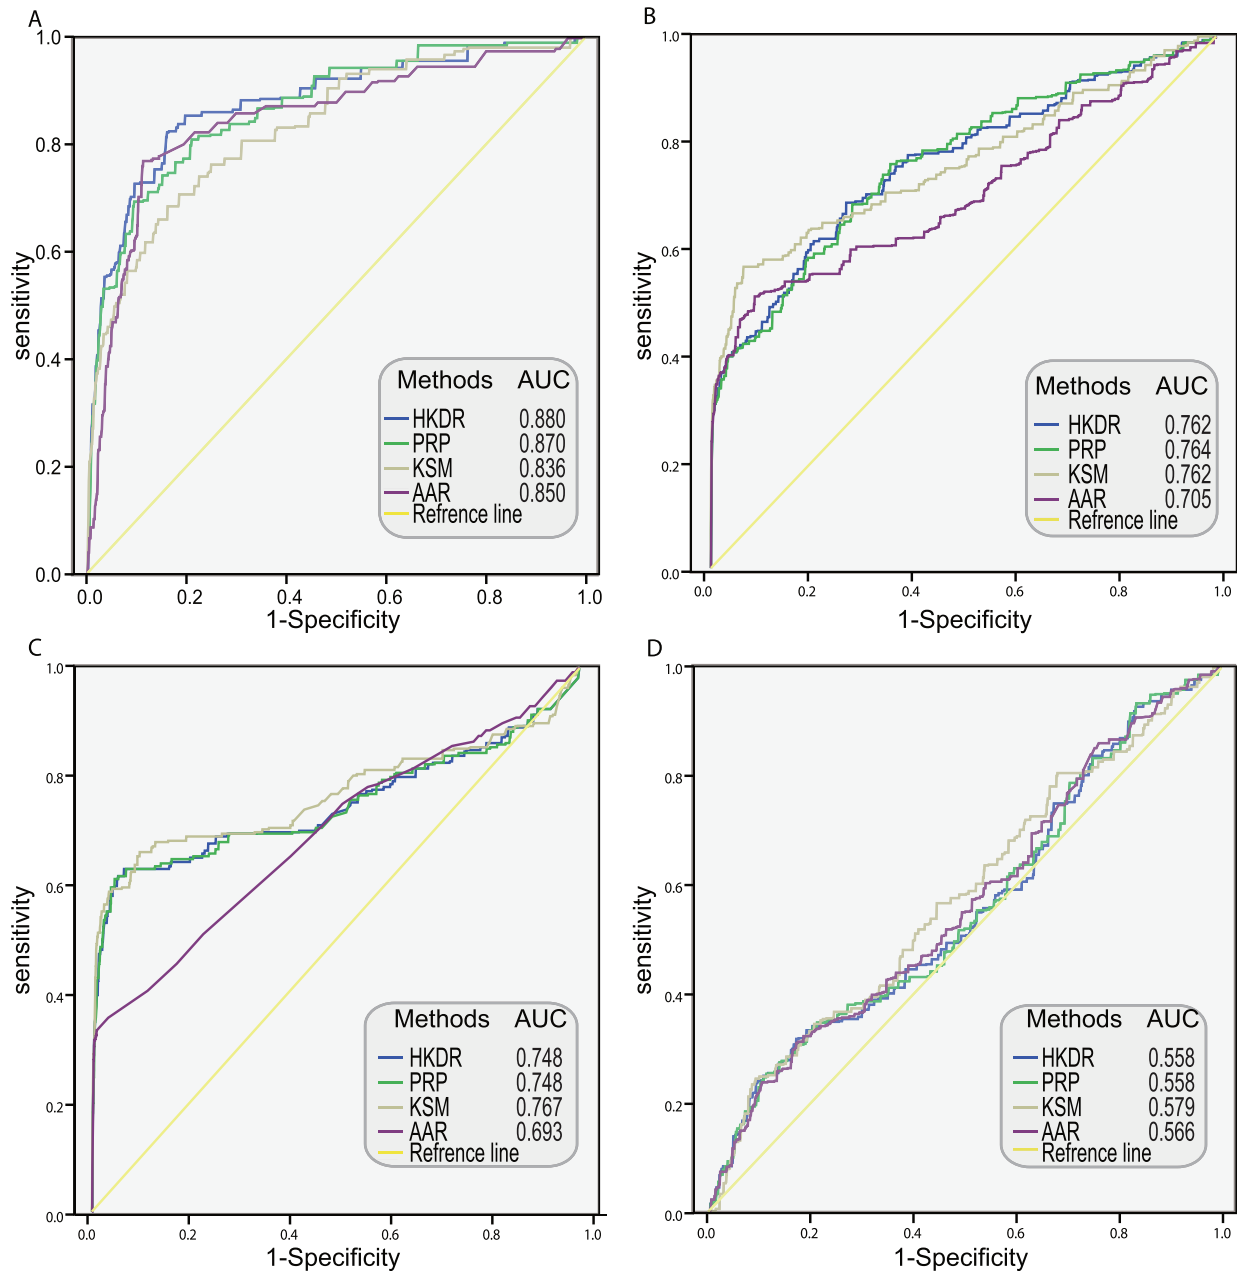 A
1.0
0.8
0.6
0.4
0.2
0.0
sensitivity
Methods AUC
HKDR 0.880
PRP 0.870
KSM 0.836
AAR 0.850
Refrence line
0.0 0.2 0.4 0.6 0.8 1.0
1-Specificity
B
1.0
0.8
0.6
0.4
0.2
0.0
sensitivity
Methods AUC
HKDR 0.762
PRP 0.764
KSM 0.762
AAR 0.705
Refrence line
0.0 0.2 0.4 0.6 0.8 1.0
1-Specificity
C
1.0
0.8
0.6
0.4
0.2
0.0
sensitivity
Methods AUC
HKDR 0.748
PRP 0.748
KSM 0.767
AAR 0.693
Refrence line
0.0 0.2 0.4 0.6 0.8 1.0
1-Specificity
D
1.0
0.8
0.6
0.4
0.2
0.0
sensitivity
Methods AUC
HKDR 0.558
PRP 0.558
KSM 0.579
AAR 0.566
Refrence line
0.0 0.2 0.4 0.6 0.8 1.0
1-Specificity